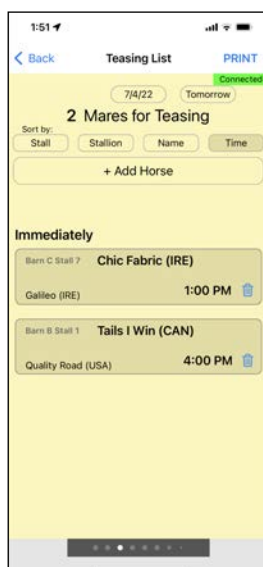 1:51
Back Teasing List PRINT
Connected
7/4/22 Tomorrow
2 Mares for Teasing
Sort by:
Stall Stallion Name Time
+ Add Horse
Immediately
Barn C Stall 7 Chic Fabric (IRE)
Galileo (IRE) 1:00 PM
Barn B Stall 1 Tails I Win (CAN)
Quality Road (USA) 4:00 PM